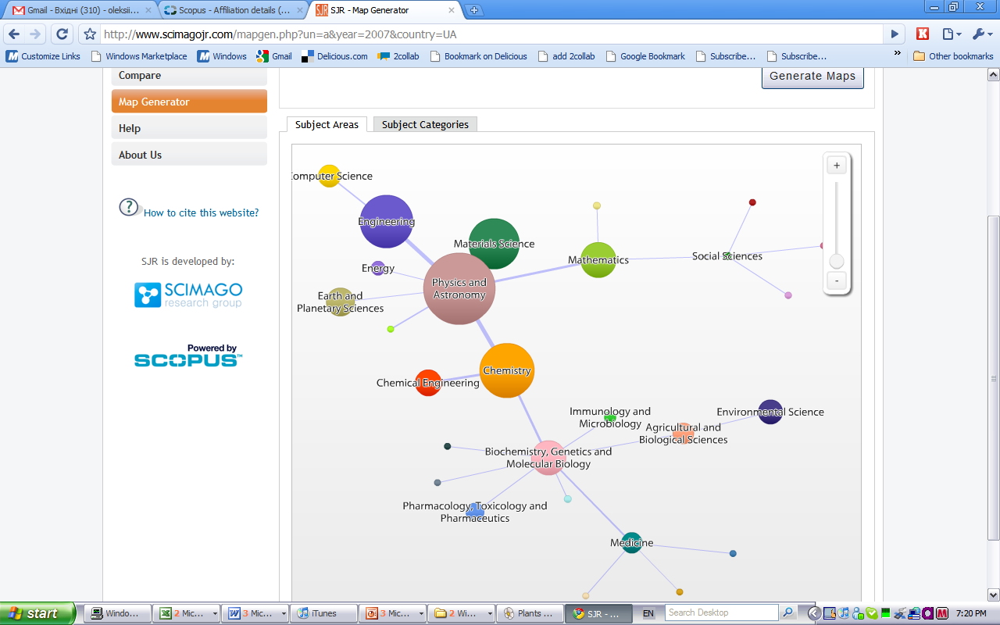 Gmail - Вхідні (310) - oleksii...
Scopus - Affiliation details (...
SJR - Map Generator
http://www.scimagojr.com/mapgen.php?un=a&year=2007&country=UA
Customize Links
Windows Marketplace
Windows
Gmail
Delicious.com
2collab
Bookmark on Delicious
add 2collab
Google Bookmark
Subscribe...
Subscribe...
»
Other bookmarks
Compare
Map Generator
Help
About Us
? How to cite this website?
SJR is developed by:
SCIMAGO
research group
Powered by
SCOPUS™
Generate Maps
Subject Areas
Subject Categories
+
-
omputer Science
Engineering
Materials Science
Energy
Physics and
Astronomy
Mathematics
Social Sciences
Earth and
Planetary Sciences
Chemistry
Chemical Engineering
Immunology and
Microbiology
Agricultural and
Biological Sciences
Environmental Science
Biochemistry, Genetics and
Molecular Biology
Pharmacology, Toxicology and
Pharmaceutics
Medicine
start
Windo...
2 Mic...
3 Mic...
iTunes
3 Mic...
2 Wi...
Plants ...
SJR - ...
EN
Search Desktop
7:20 PM